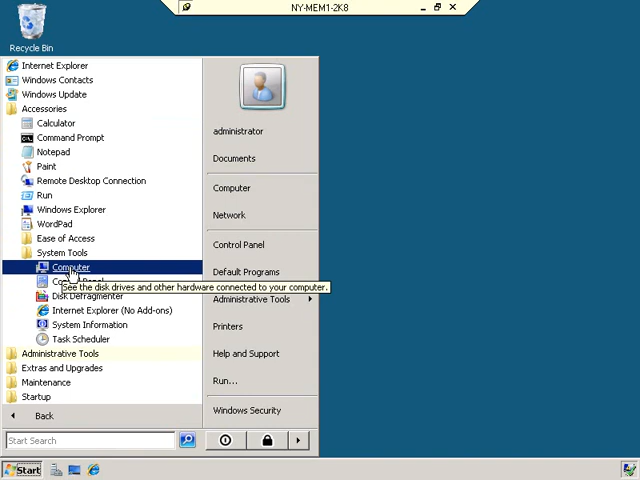 NY-MEM1-2K8
Recycle Bin
Internet Explorer
Windows Contacts
Windows Update
Accessories
Calculator
Command Prompt
Notepad
Paint
Remote Desktop Connection
Run
Windows Explorer
WordPad
Ease of Access
System Tools
Computer
See the disk drives and other hardware connected to your computer.
Disk Defragmenter
Internet Explorer (No Add-ons)
System Information
Task Scheduler
Administrative Tools
Extras and Upgrades
Maintenance
Startup
Back
Start Search
administrator
Documents
Computer
Network
Control Panel
Default Programs
Administrative Tools
Printers
Help and Support
Run...
Windows Security
Start